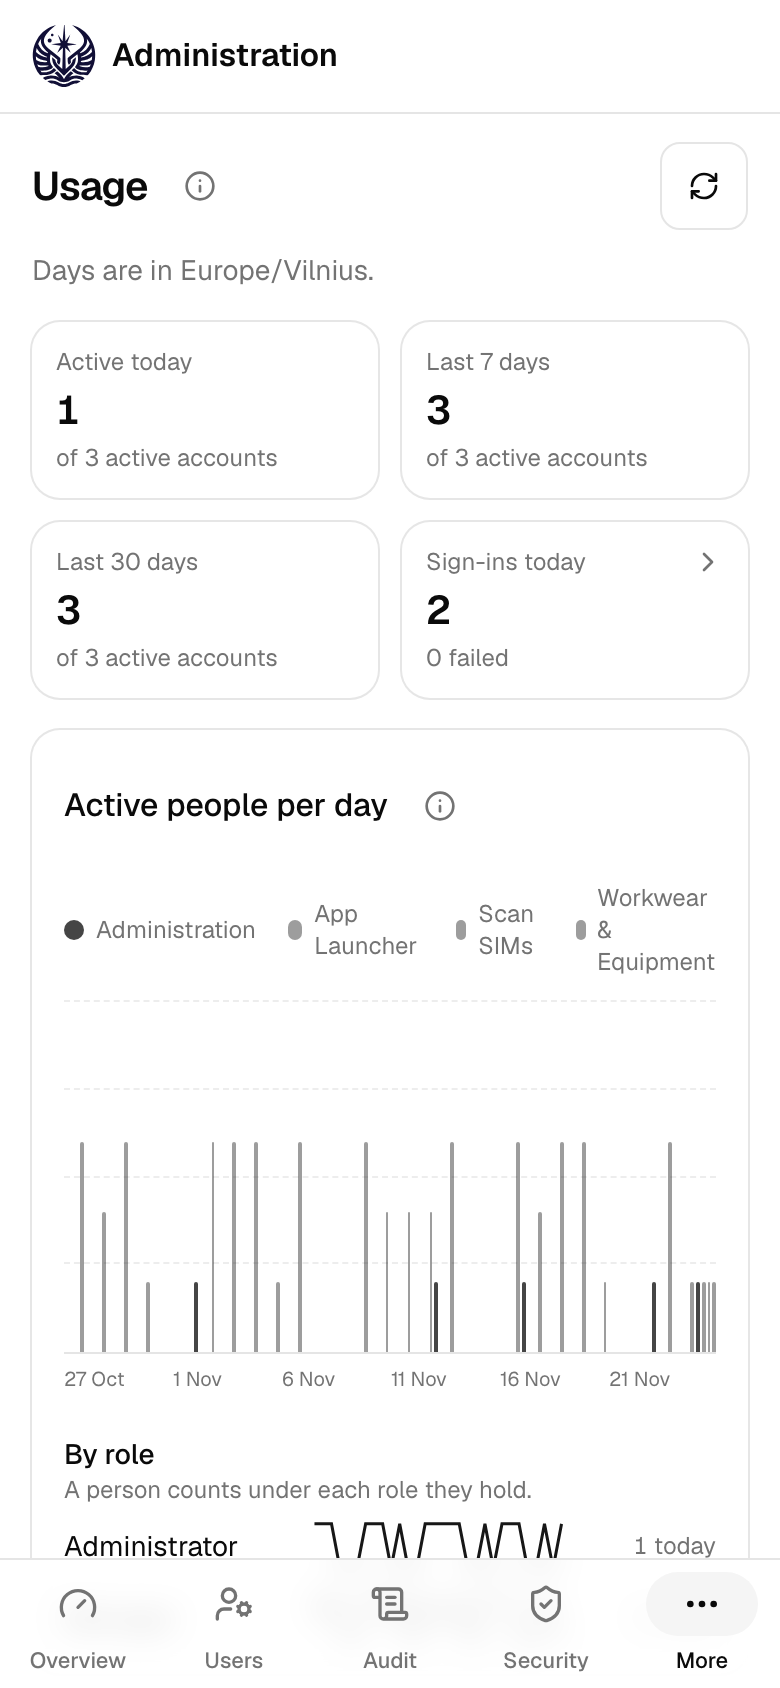 Administration
Usage
Days are in Europe/Vilnius.
Active today
1
of 3 active accounts
Last 7 days
3
of 3 active accounts
Last 30 days
3
of 3 active accounts
Sign-ins today
2
0 failed
Active people per day
Administration
App
Launcher
Scan
SIMs
Workwear
&
Equipment
27 Oct
1 Nov
6 Nov
11 Nov
16 Nov
21 Nov
By role
A person counts under each role they hold.
Administrator
1 today
Overview
Users
Audit
Security
More